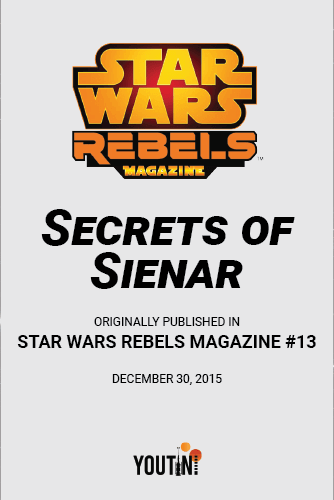 STAR
WARS
REBELS
™
MAGAZINE
SECRETS OF
SIENAR
ORIGINALLY PUBLISHED IN
STAR WARS REBELS MAGAZINE #13
DECEMBER 30, 2015
YOUTINI